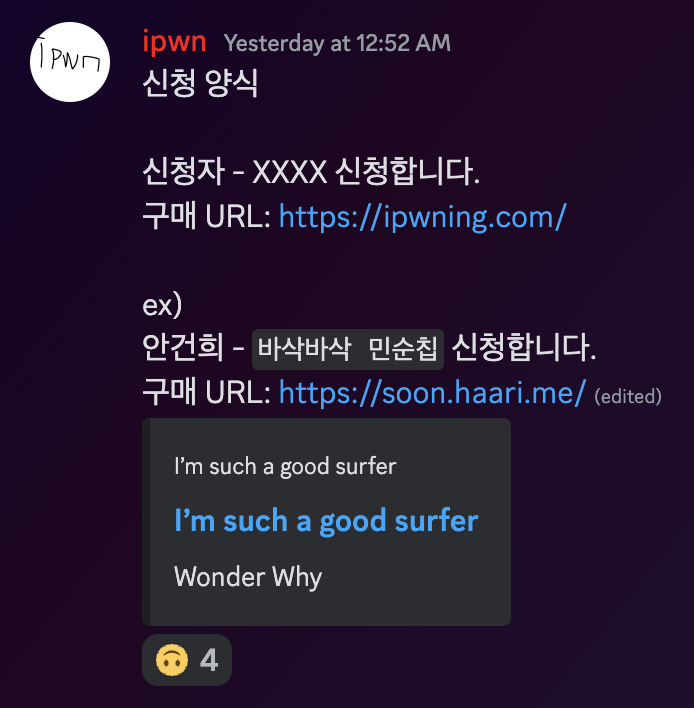 ipwn
ipwn Yesterday at 12:52 AM
신청 양식
신청자 - XXXX 신청합니다.
구매 URL: https://ipwning.com/
ex)
안건희 - 바삭바삭 민순칩 신청합니다.
구매 URL: https://soon.haari.me/ (edited)
I'm such a good surfer
I'm such a good surfer
Wonder Why
4